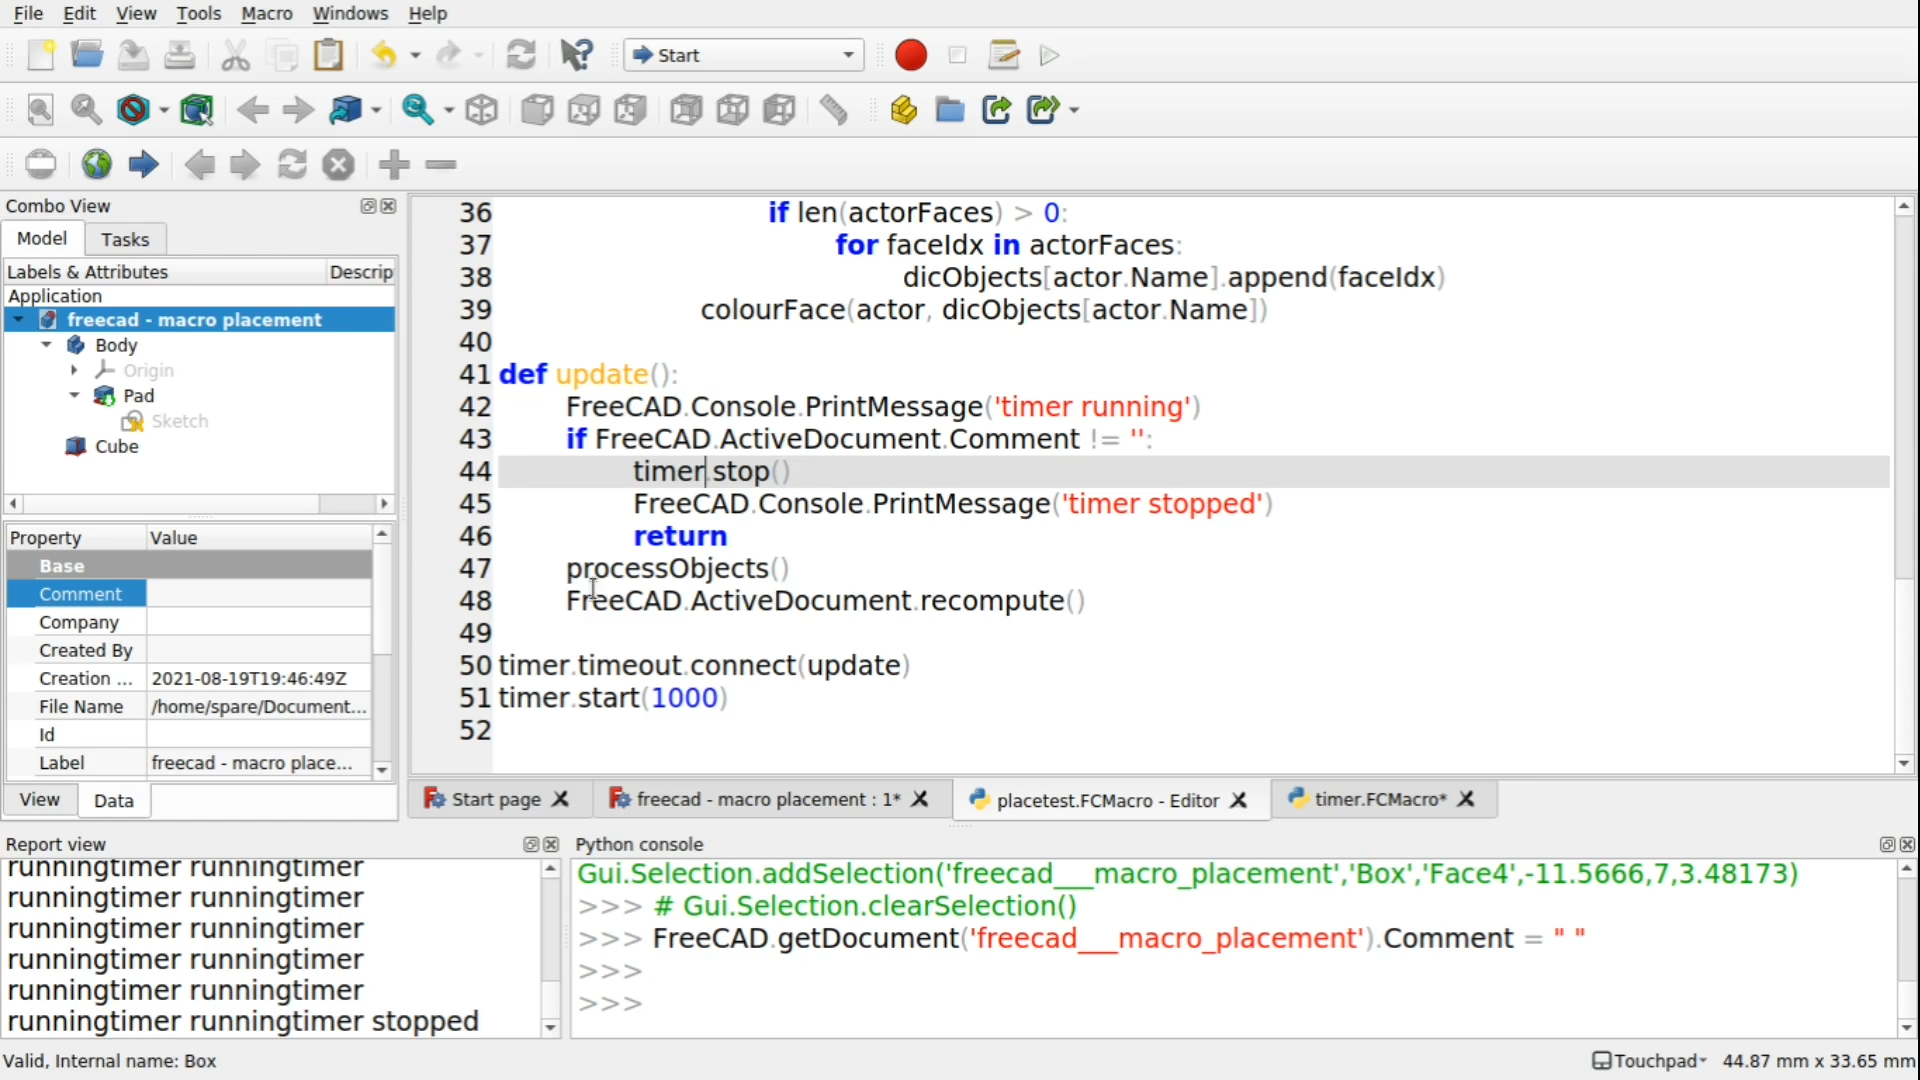 File Edit View Tools Macro Windows Help
Start
Combo View
Model Tasks
Labels & Attributes Descrip
Application
freecad - macro placement
Body
Origin
Pad
Sketch
Cube
Property Value
Base
Comment
Company
Created By
Creation ... 2021-08-19T19:46:49Z
File Name /home/spare/Document...
Id
Label freecad - macro place...
View Data
36 if len(actorFaces) > 0:
37 for faceIdx in actorFaces:
38 dicObjects[actor.Name].append(faceIdx)
39 colourFace(actor, dicObjects[actor.Name])
40
41 def update():
42 FreeCAD.Console.PrintMessage('timer running')
43 if FreeCAD.ActiveDocument.Comment != '':
44 timer.stop()
45 FreeCAD.Console.PrintMessage('timer stopped')
46 return
47 processObjects()
48 FreeCAD.ActiveDocument.recompute()
49
50 timer.timeout.connect(update)
51 timer.start(1000)
52
Start page freecad - macro placement : 1* placetest.FCMacro - Editor timer.FCMacro*
Report view
runningtimer runningtimer
runningtimer runningtimer
runningtimer runningtimer
runningtimer runningtimer
runningtimer runningtimer
runningtimer runningtimer stopped
Python console
Gui.Selection.addSelection('freecad___macro_placement','Box','Face4',-11.5666,7,3.48173)
>>> # Gui.Selection.clearSelection()
>>> FreeCAD.getDocument('freecad___macro_placement').Comment = " "
>>>
>>>
Valid, Internal name: Box Touchpad 44.87 mm x 33.65 mm